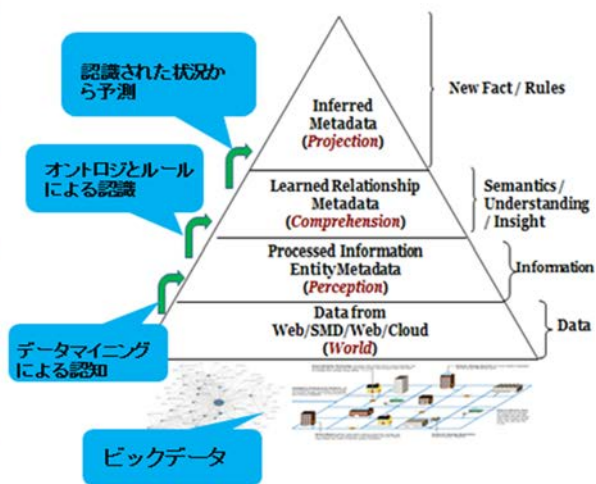 認識された状況か
ら予測
New Fact / Rules
Inferred
Metadata
(Projection)
オントロジとルール
による認識
Learned Relationship
Metadata
(Comprehension)
Semantics /
Understanding
/ Insight
Processed Information
EntityMetadata
(Perception)
Information
データマイニング
による認知
Data from
Web/SMD/Web/Cloud
(World)
Data
ビックデータ